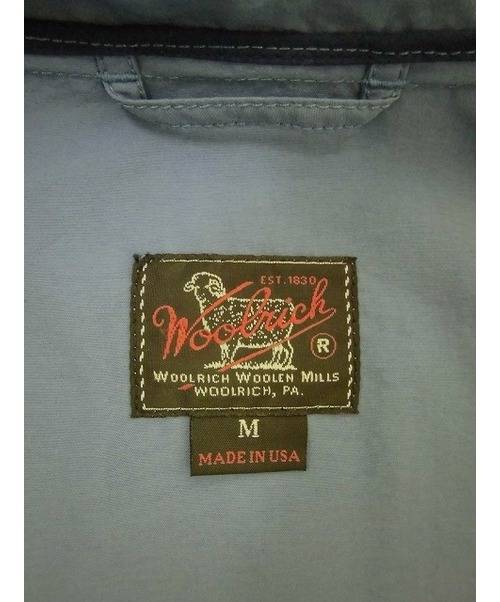 EST. 1830
Woolrich
®
WOOLRICH WOOLEN MILLS
WOOLRICH, PA.
M
MADE IN USA